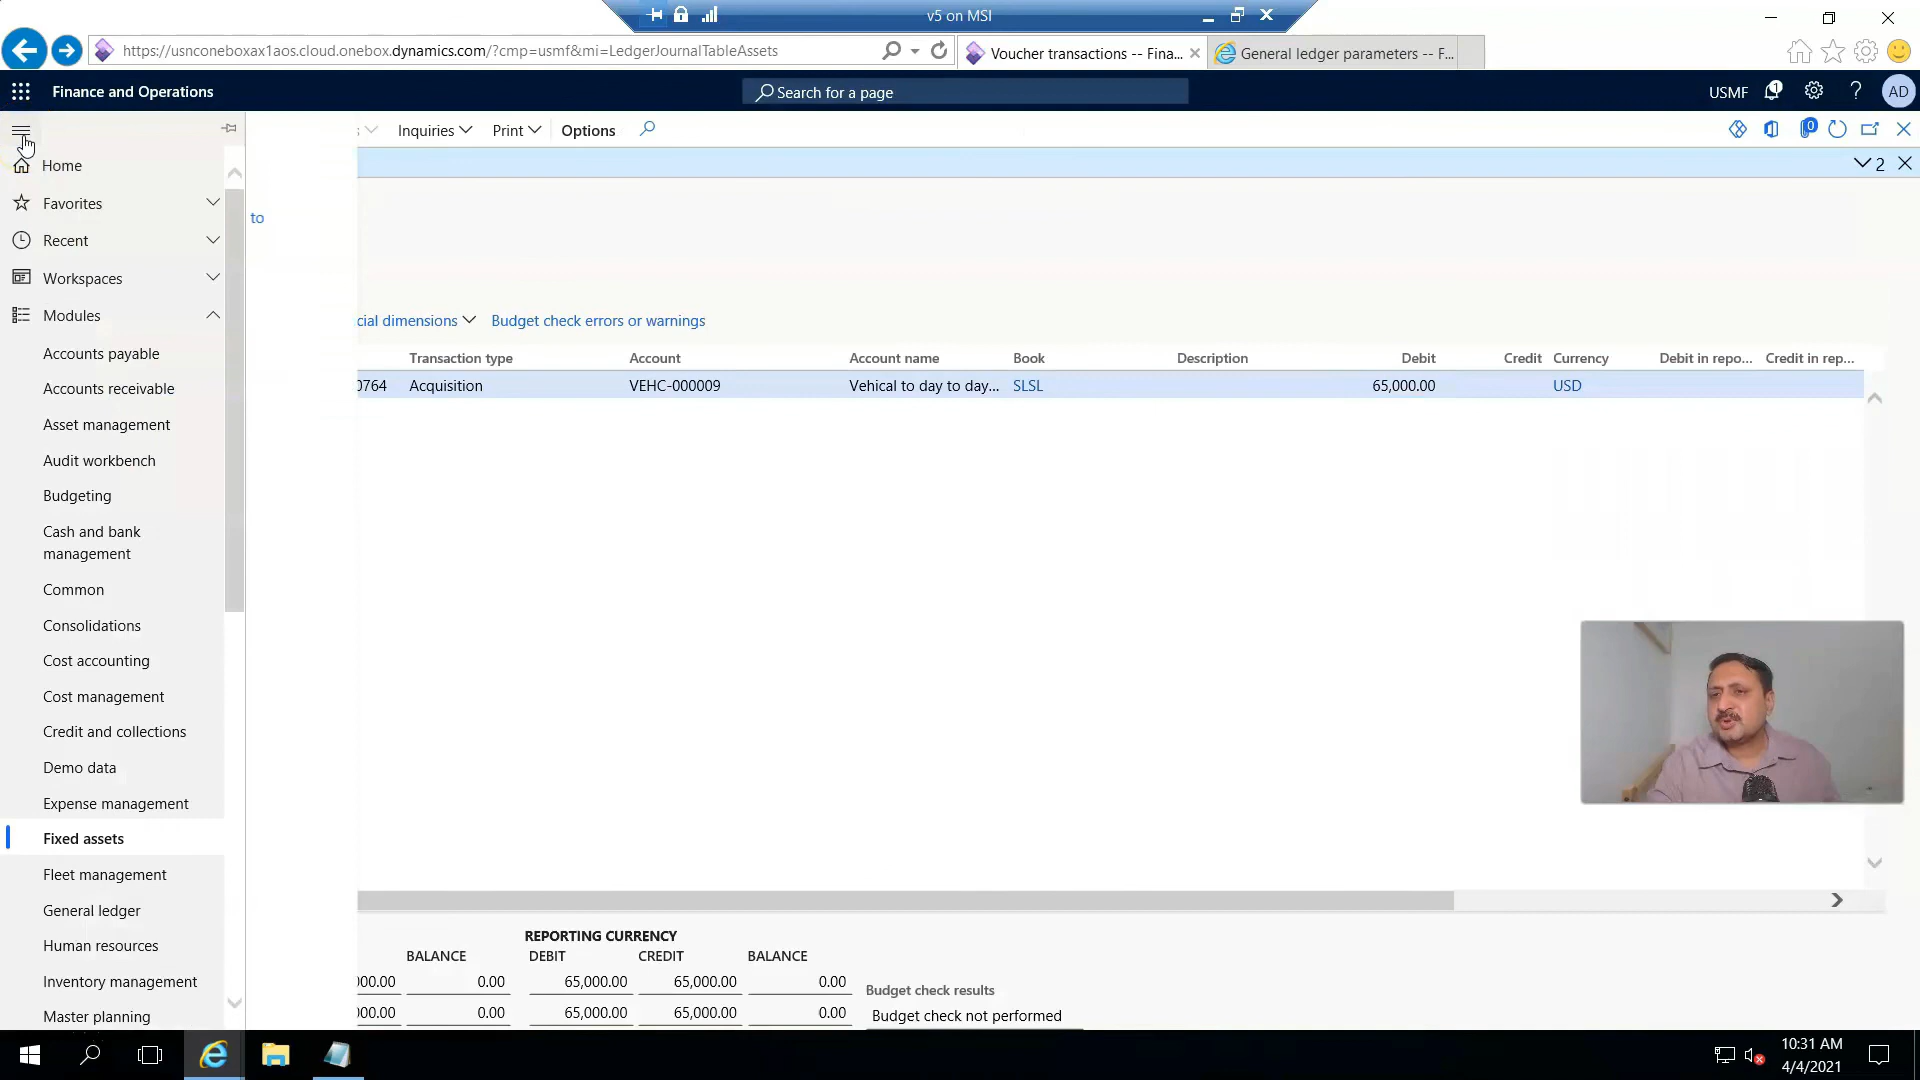 v5 on MSI
https://usnconeboxax1aos.cloud.onebox.dynamics.com/?cmp=usmf&mi=LedgerJournalTableAssets
Voucher transactions -- Fina...
General ledger parameters -- F...
Finance and Operations
Search for a page
USMF
1
?
AD
Inquiries
Print
Options
0
2
Home
Favorites
to
Recent
Workspaces
Modules
cial dimensions
Budget check errors or warnings
Transaction type
Account
Account name
Book
Description
Debit
Credit
Currency
Debit in repo...
Credit in rep...
0764
Acquisition
VEHC-000009
Vehical to day to day...
SLSL
65,000.00
USD
Accounts payable
Accounts receivable
Asset management
Audit workbench
Budgeting
Cash and bank
management
Common
Consolidations
Cost accounting
Cost management
Credit and collections
Demo data
Expense management
Fixed assets
Fleet management
General ledger
Human resources
Inventory management
Master planning
REPORTING CURRENCY
BALANCE
DEBIT
CREDIT
BALANCE
00.00
0.00
65,000.00
65,000.00
0.00
00.00
0.00
65,000.00
65,000.00
0.00
Budget check results
Budget check not performed
10:31 AM
4/4/2021